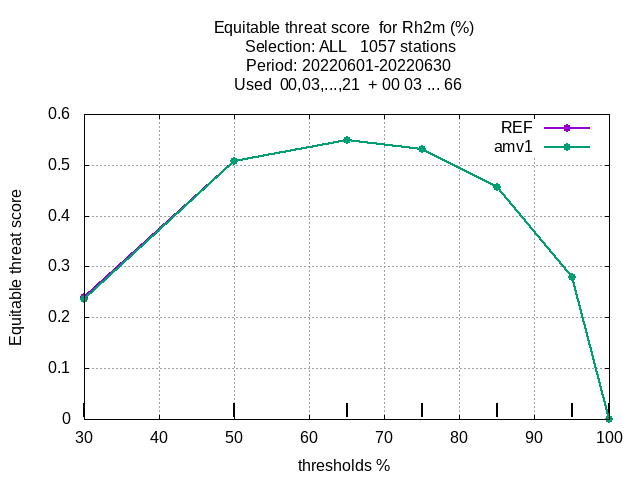 Equitable threat score  for Rh2m (%)
Selection: ALL   1057 stations
Period: 20220601-20220630
Used  00,03,...,21  + 00 03 ... 66
REF
amv1
Equitable threat score
0.6
0.5
0.4
0.3
0.2
0.1
0
30 40 50 60 70 80 90 100
thresholds %